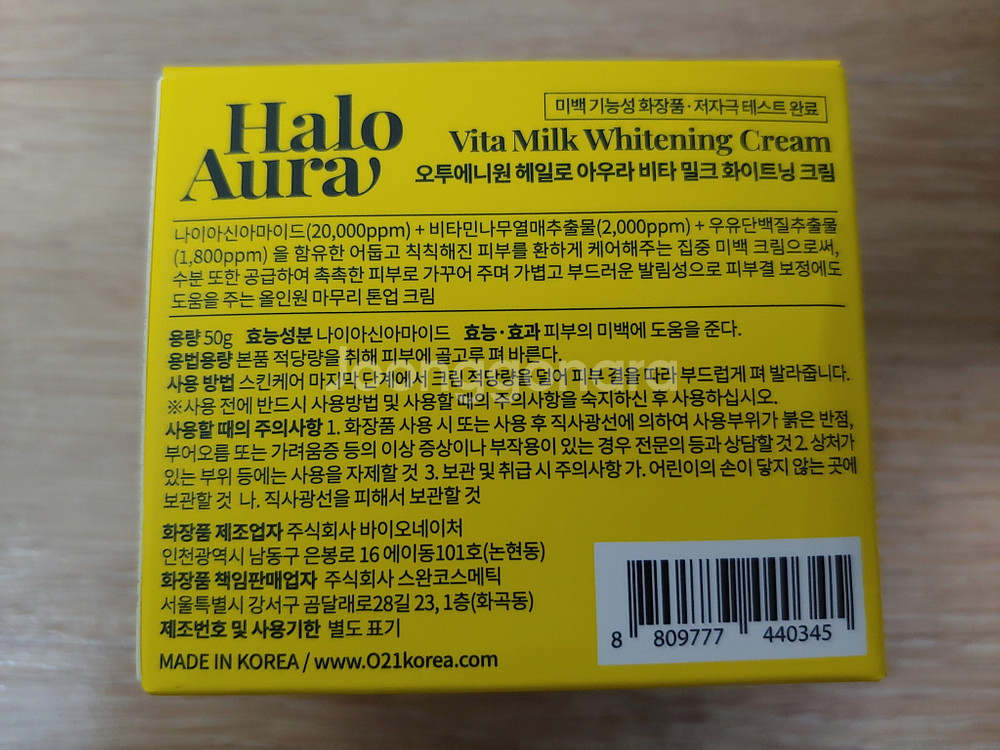 Halo
Aura
미백 기능성 화장품·저자극 테스트 완료
Vita Milk Whitening Cream
오투에니원 헤일로 아우라 비타 밀크 화이트닝 크림
나이아신아마이드(20,000ppm) + 비타민나무열매추출물(2,000ppm) + 우유단백질추출물
(1,800ppm) 을 함유한 어둡고 칙칙해진 피부를 환하게 케어해주는 집중 미백 크림으로써,
수분 또한 공급하여 촉촉한 피부로 가꾸어 주며 가볍고 부드러운 발림성으로 피부결 보정에도
도움을 주는 올인원 마무리 톤업 크림
용량 50g 효능성분 나이아신아마이드 효능·효과 피부의 미백에 도움을 준다.
용법용량 본품 적당량을 취해 피부에 골고루 펴 바른다.
Joonggonara
사용 방법 스킨케어 마지막 단계에서 크림 적당량을 덜어 피부 결을 따라 부드럽게 펴 발라줍니다.
※사용 전에 반드시 사용방법 및 사용할 때의 주의사항을 숙지하신 후 사용하십시오.
사용할 때의 주의사항 1. 화장품 사용 시 또는 사용 후 직사광선에 의하여 사용부위가 붉은 반점,
부어오름 또는 가려움증 등의 이상 증상이나 부작용이 있는 경우 전문의 등과 상담할 것 2. 상처가
있는 부위 등에는 사용을 자제할 것 3. 보관 및 취급 시 주의사항 가. 어린이의 손이 닿지 않는 곳에
보관할 것 나. 직사광선을 피해서 보관할 것
화장품 제조업자 주식회사 바이오네이처
인천광역시 남동구 은봉로 16 에이동101호(논현동)
화장품 책임판매업자 주식회사 스완코스메틱
서울특별시 강서구 곰달래로28길 23, 1층(화곡동)
제조번호 및 사용기한 별도 표기
MADE IN KOREA / www.O21korea.com
8 809777 440345